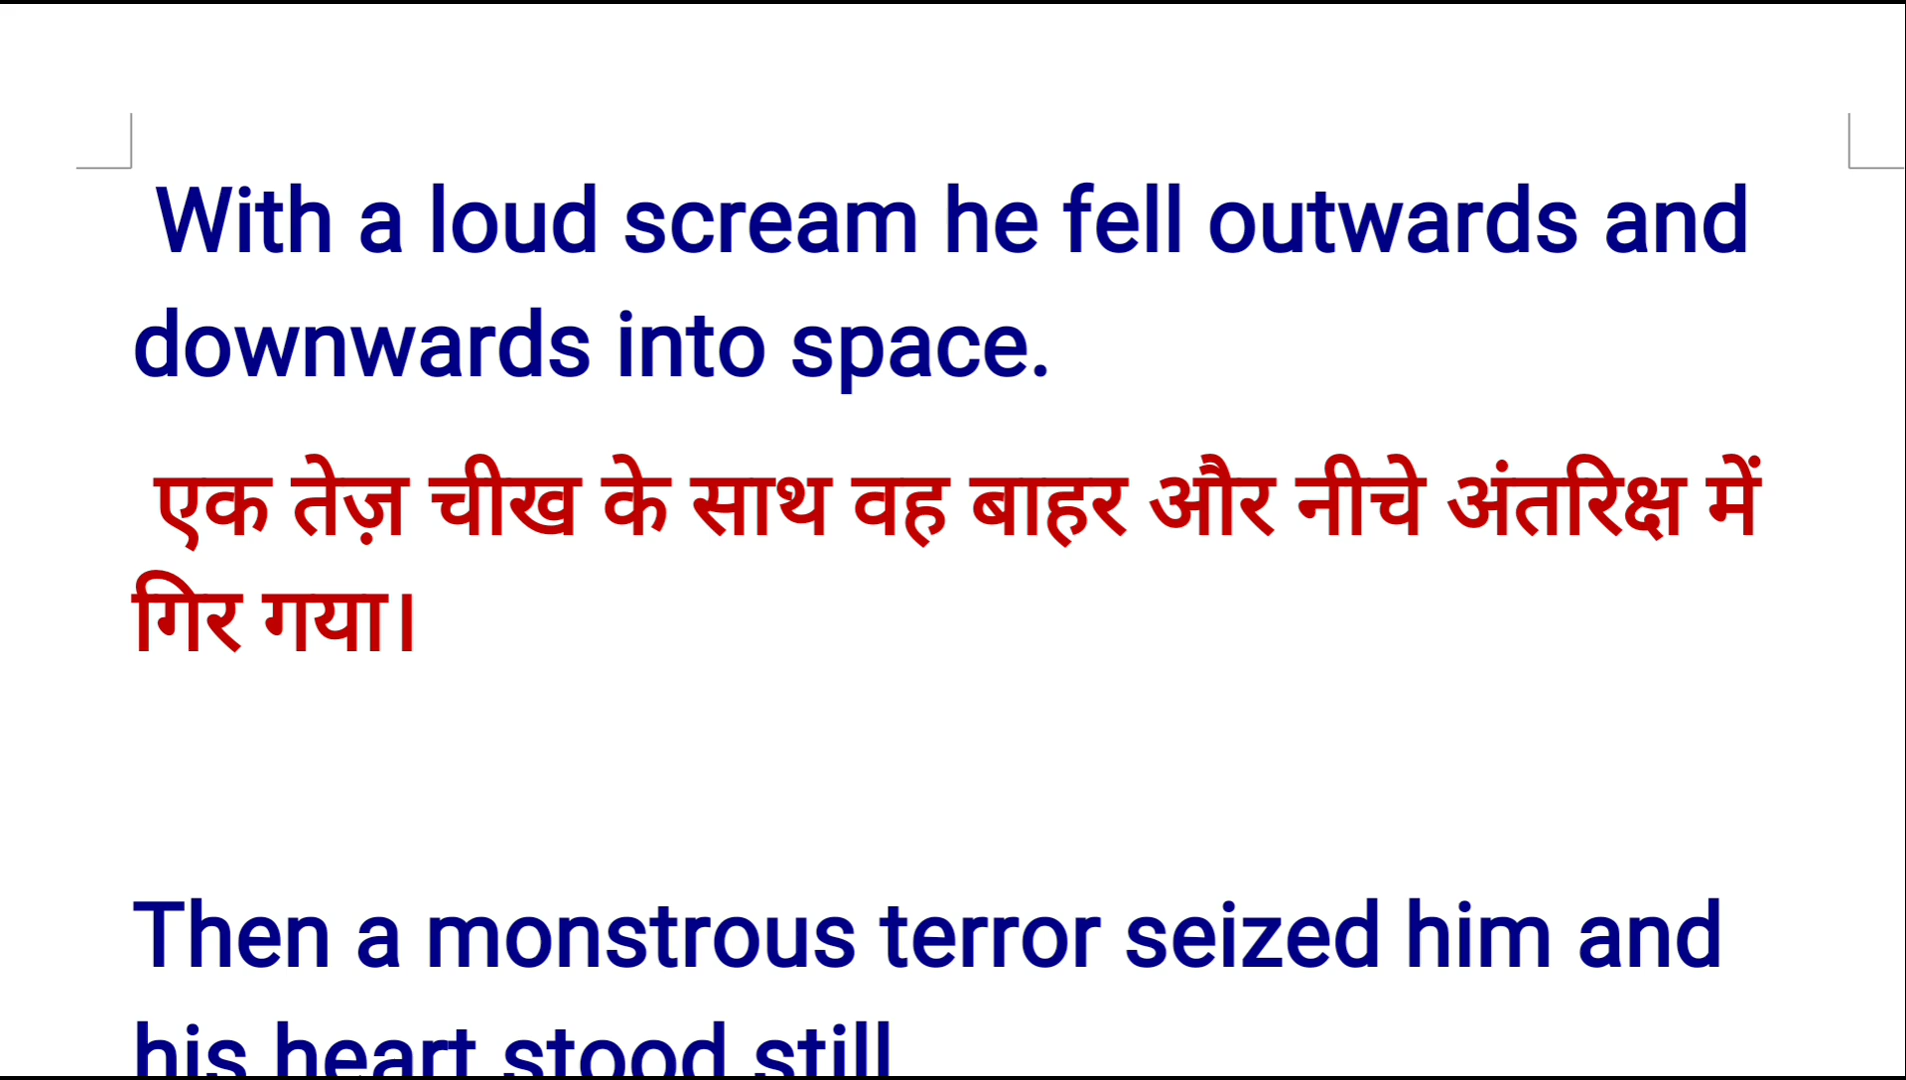 With a loud scream he fell outwards and
downwards into space.
एक तेज़ चीख के साथ वह बाहर और नीचे अंतरिक्ष में
गिर गया।
Then a monstrous terror seized him and
his heart stood still